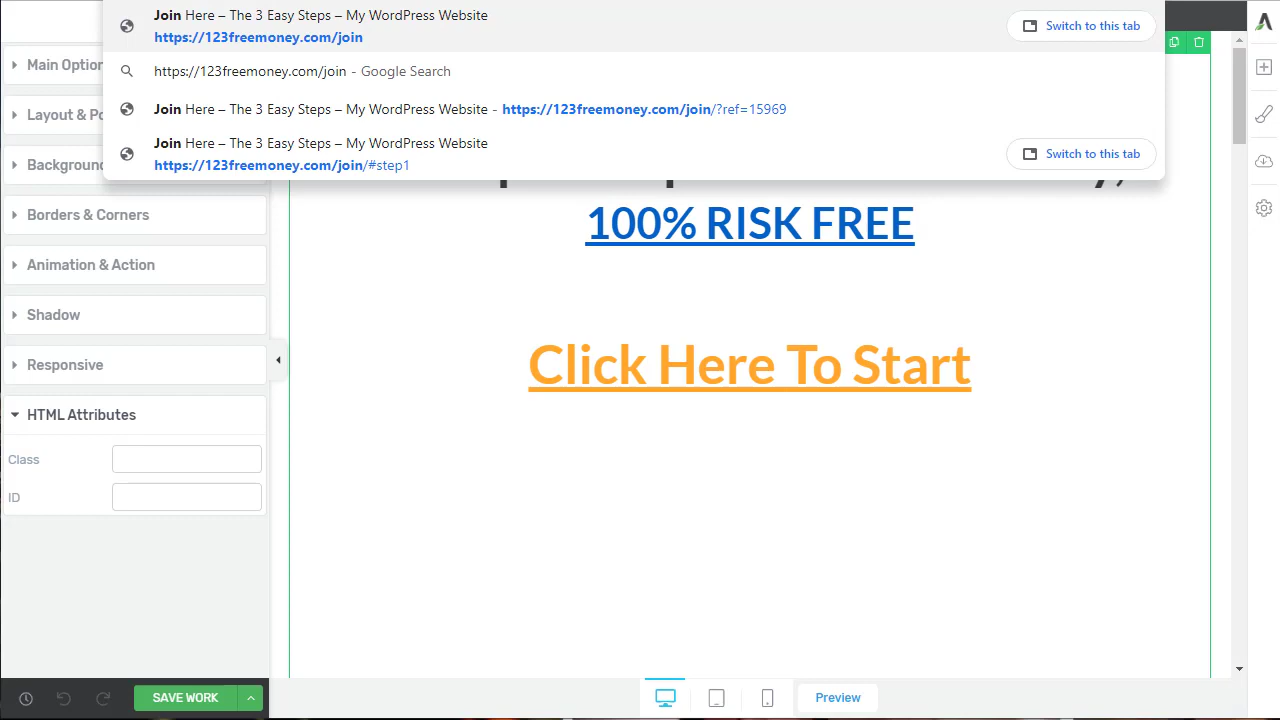 Join Here – The 3 Easy Steps – My WordPress Website
https://123freemoney.com/join
Switch to this tab
https://123freemoney.com/join - Google Search
Join Here – The 3 Easy Steps – My WordPress Website - https://123freemoney.com/join/?ref=15969
Join Here – The 3 Easy Steps – My WordPress Website
https://123freemoney.com/join/#step1
Switch to this tab
Main Option
Layout & Po
Background
Borders & Corners
Animation & Action
Shadow
Responsive
HTML Attributes
Class
ID
100% RISK FREE
Click Here To Start
SAVE WORK
Preview